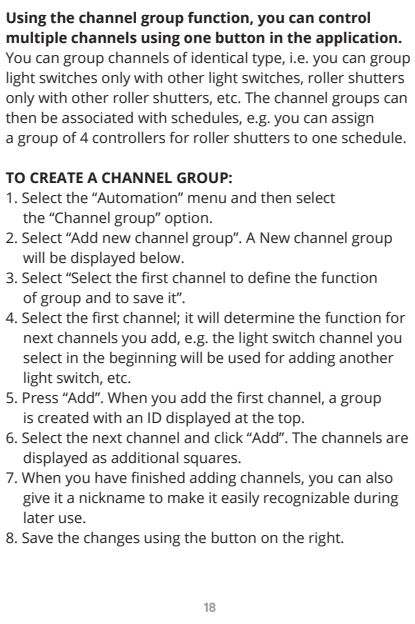 Using the channel group function, you can control
multiple channels using one button in the application.
You can group channels of identical type, i.e. you can group
light switches only with other light switches, roller shutters
only with other roller shutters, etc. The channel groups can
then be associated with schedules, e.g. you can assign
a group of 4 controllers for roller shutters to one schedule.
TO CREATE A CHANNEL GROUP:
1. Select the “Automation” menu and then select
the “Channel group” option.
2. Select “Add new channel group”. A New channel group
will be displayed below.
3. Select “Select the first channel to define the function
of group and to save it”.
4. Select the first channel; it will determine the function for
next channels you add, e.g. the light switch channel you
select in the beginning will be used for adding another
light switch, etc.
5. Press “Add”. When you add the first channel, a group
is created with an ID displayed at the top.
6. Select the next channel and click “Add”. The channels are
displayed as additional squares.
7. When you have finished adding channels, you can also
give it a nickname to make it easily recognizable during
later use.
8. Save the changes using the button on the right.
18